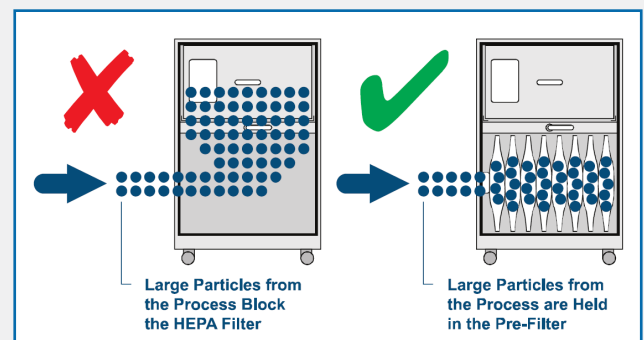 Large Particles from
the Process Block
the HEPA Filter
Large Particles from
the Process are Held
in the Pre-Filter